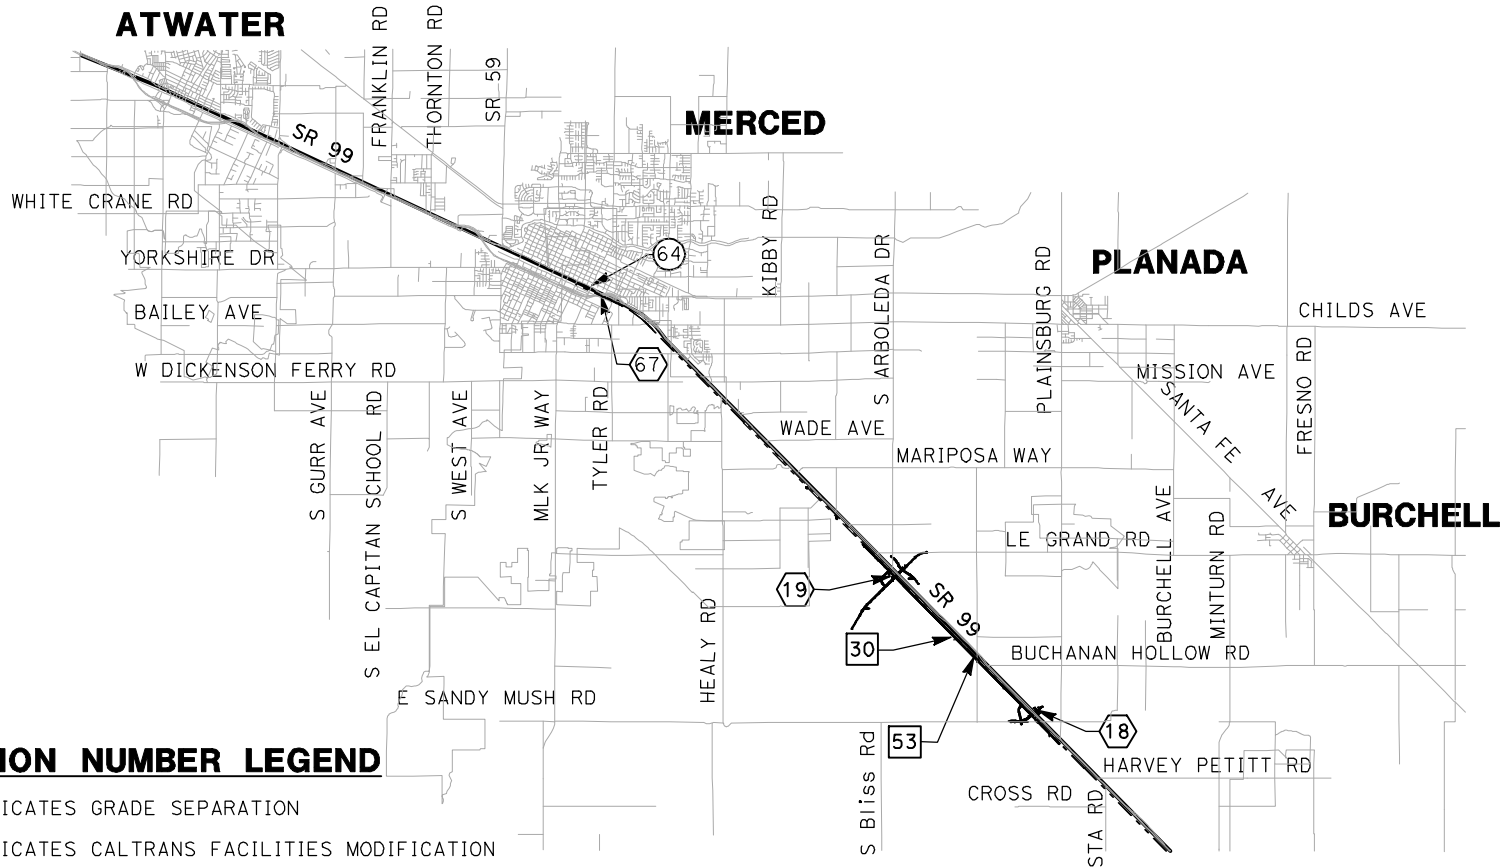 ATWATER
FRANKLIN RD
THORNTON RD
SR 59
MERCED
SR 99
WHITE CRANE RD
KIBBY RD
S ARBOLEDA DR
PLAINSBURG RD
PLANADA
YORKSHIRE DR
64
BAILEY AVE
CHILDS AVE
67
W DICKENSON FERRY RD
MISSION AVE
FRESNO RD
S GURR AVE
S EL CAPITAN SCHOOL RD
S WEST AVE
MLK JR WAY
TYLER RD
WADE AVE
SANTA FE AVE
MARIPOSA WAY
BURCHELL AVE
MINTURN RD
BURCHELL
LE GRAND RD
19
SR 99
30
HEALY RD
BUCHANAN HOLLOW RD
E SANDY MUSH RD
53
18
S Bliss Rd
ION NUMBER LEGEND
HARVEY PETITT RD
CROSS RD
STA RD
ICATES GRADE SEPARATION
ICATES CALTRANS FACILITIES MODIFICATION